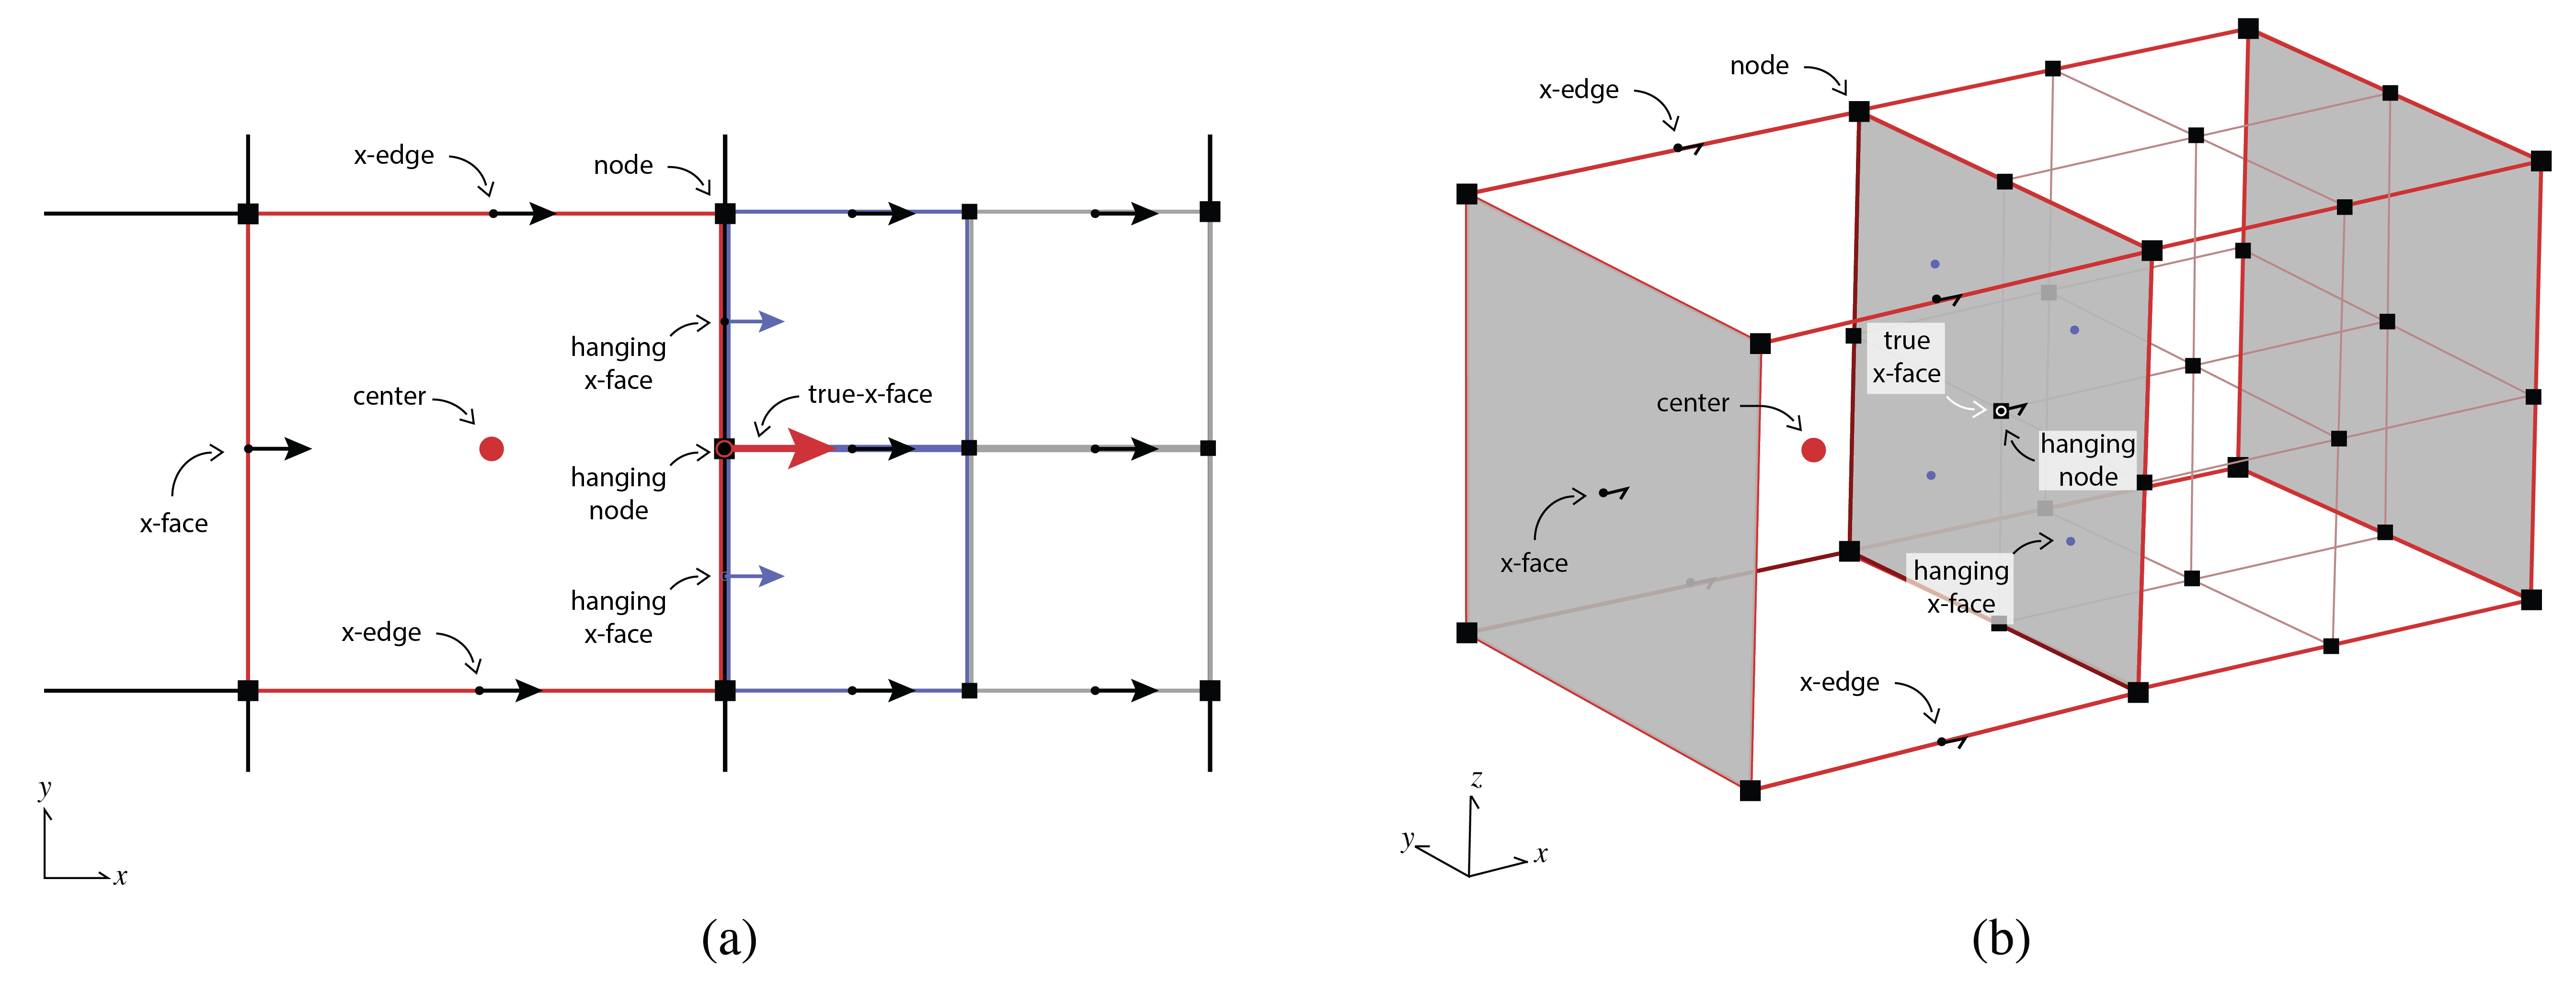 x-edge
node
hanging
x-face
center
true-x-face
hanging
node
x-face
hanging
x-face
x-edge
y
x
(a)
node
x-edge
true
x-face
center
hanging
node
x-face
hanging
x-face
x-edge
z
y
x
(b)